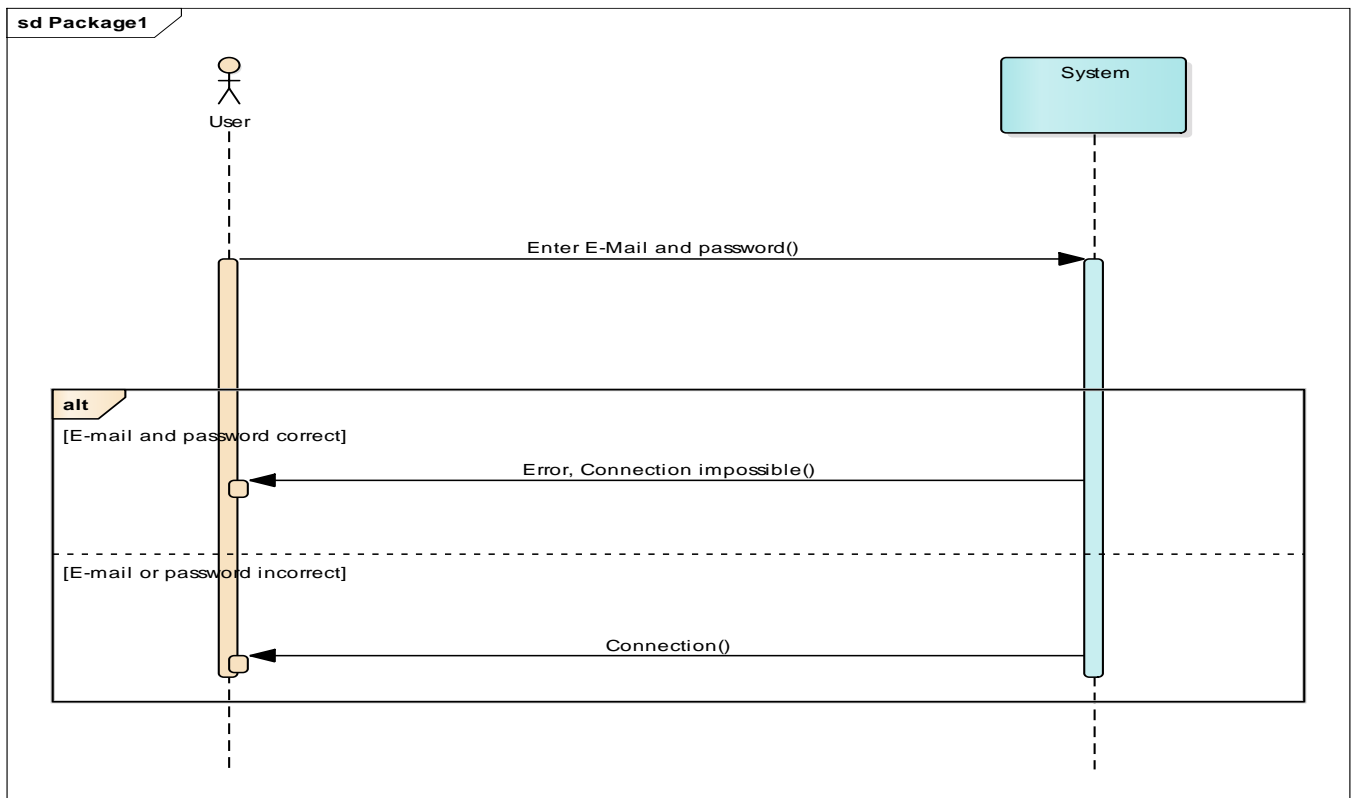 sd Package1
User
System
Enter E-Mail and password()
alt
[E-mail and password correct]
Error, Connection impossible()
[E-mail or password incorrect]
Connection()